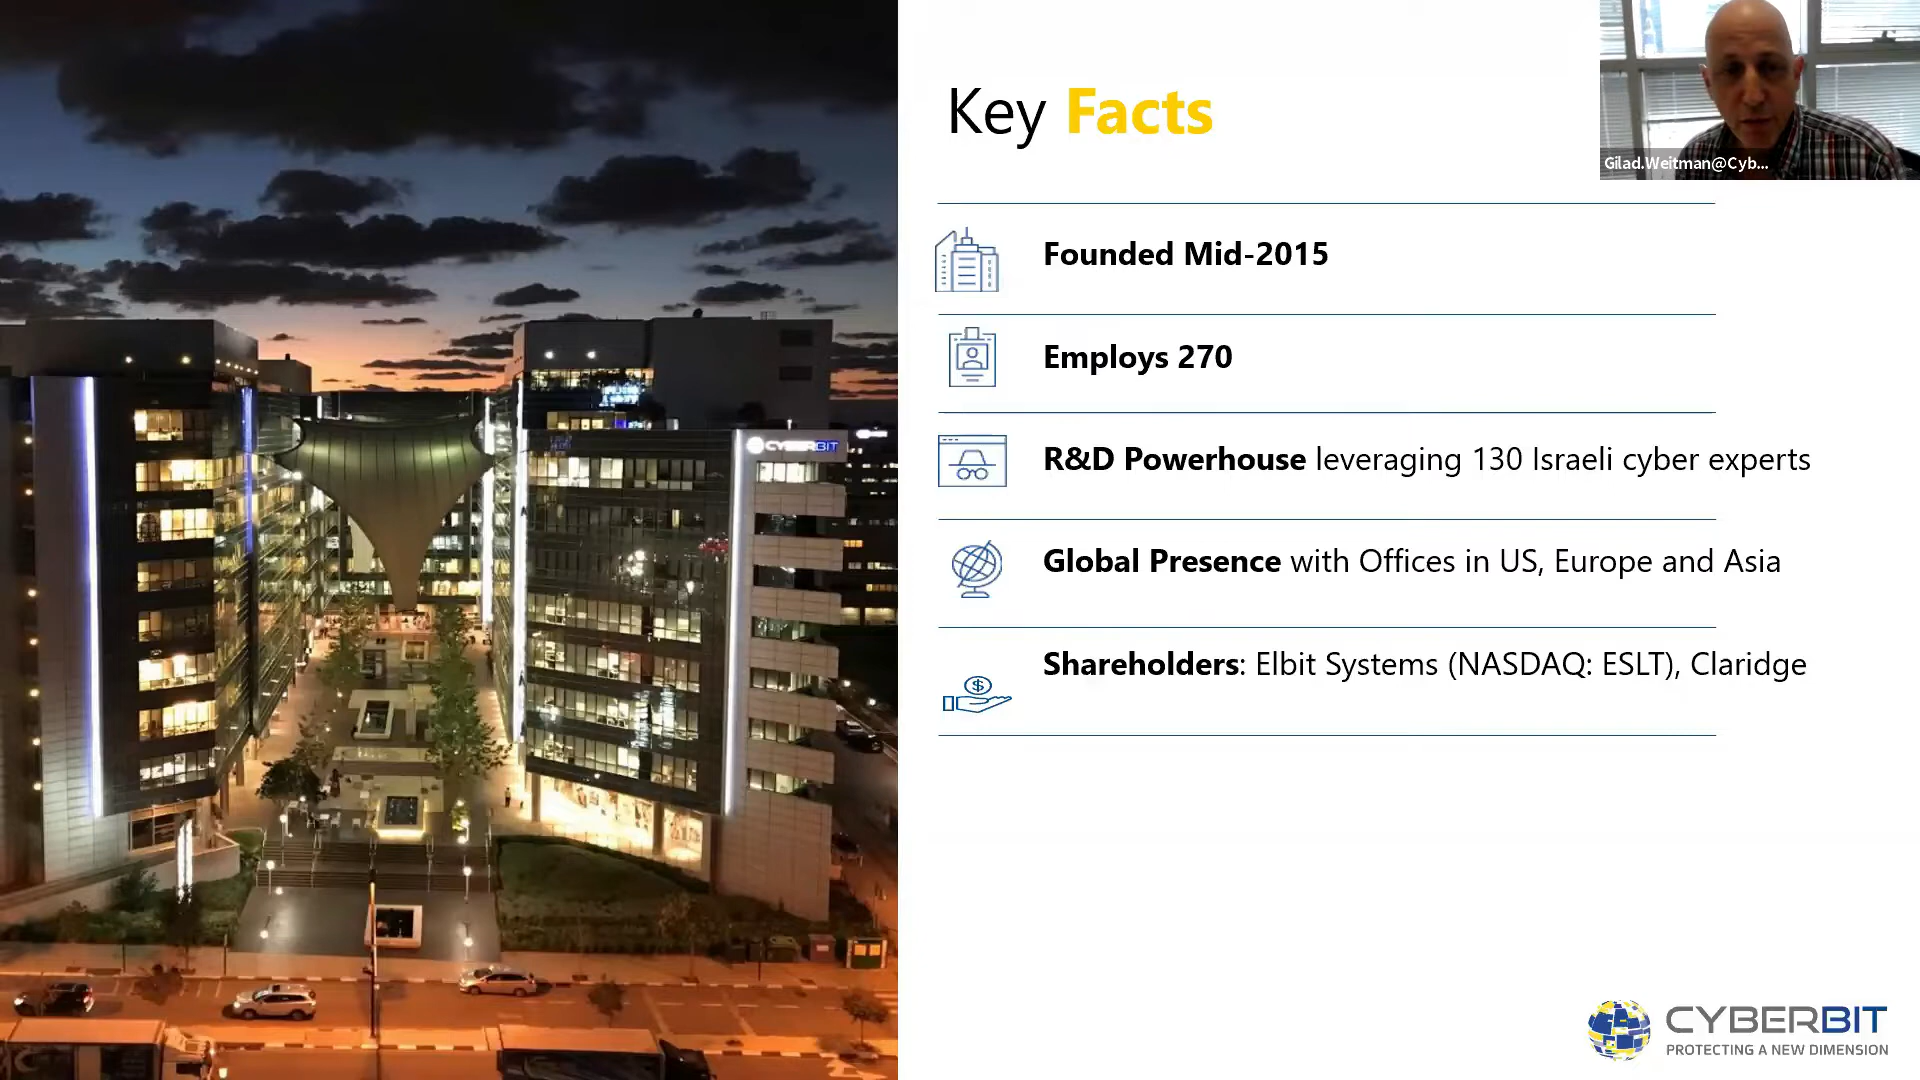 Key Facts
Gilad.Weitman@Cyb...
Founded Mid-2015
Employs 270
R&D Powerhouse leveraging 130 Israeli cyber experts
CYBERBIT
Global Presence with Offices in US, Europe and Asia
Shareholders: Elbit Systems (NASDAQ: ESLT), Claridge
CYBERBIT
PROTECTING A NEW DIMENSION